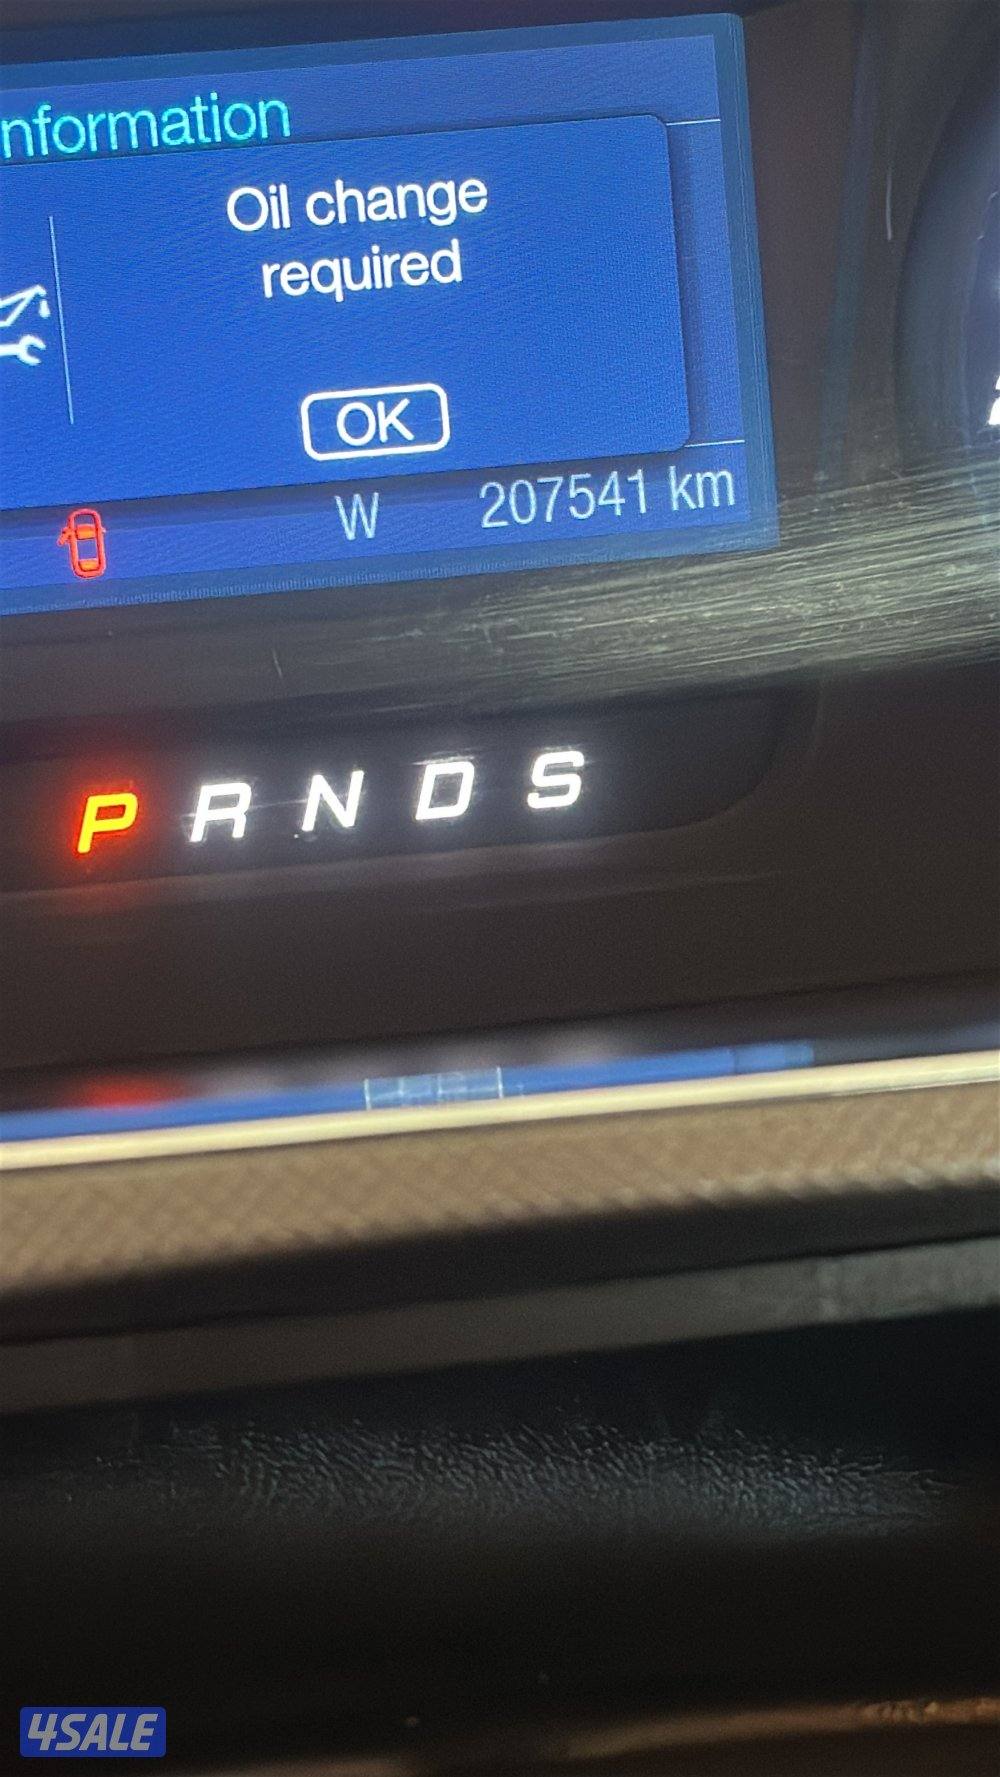 nformation
Oil change
required
OK
W 207541 km
P R N D S
4SALE